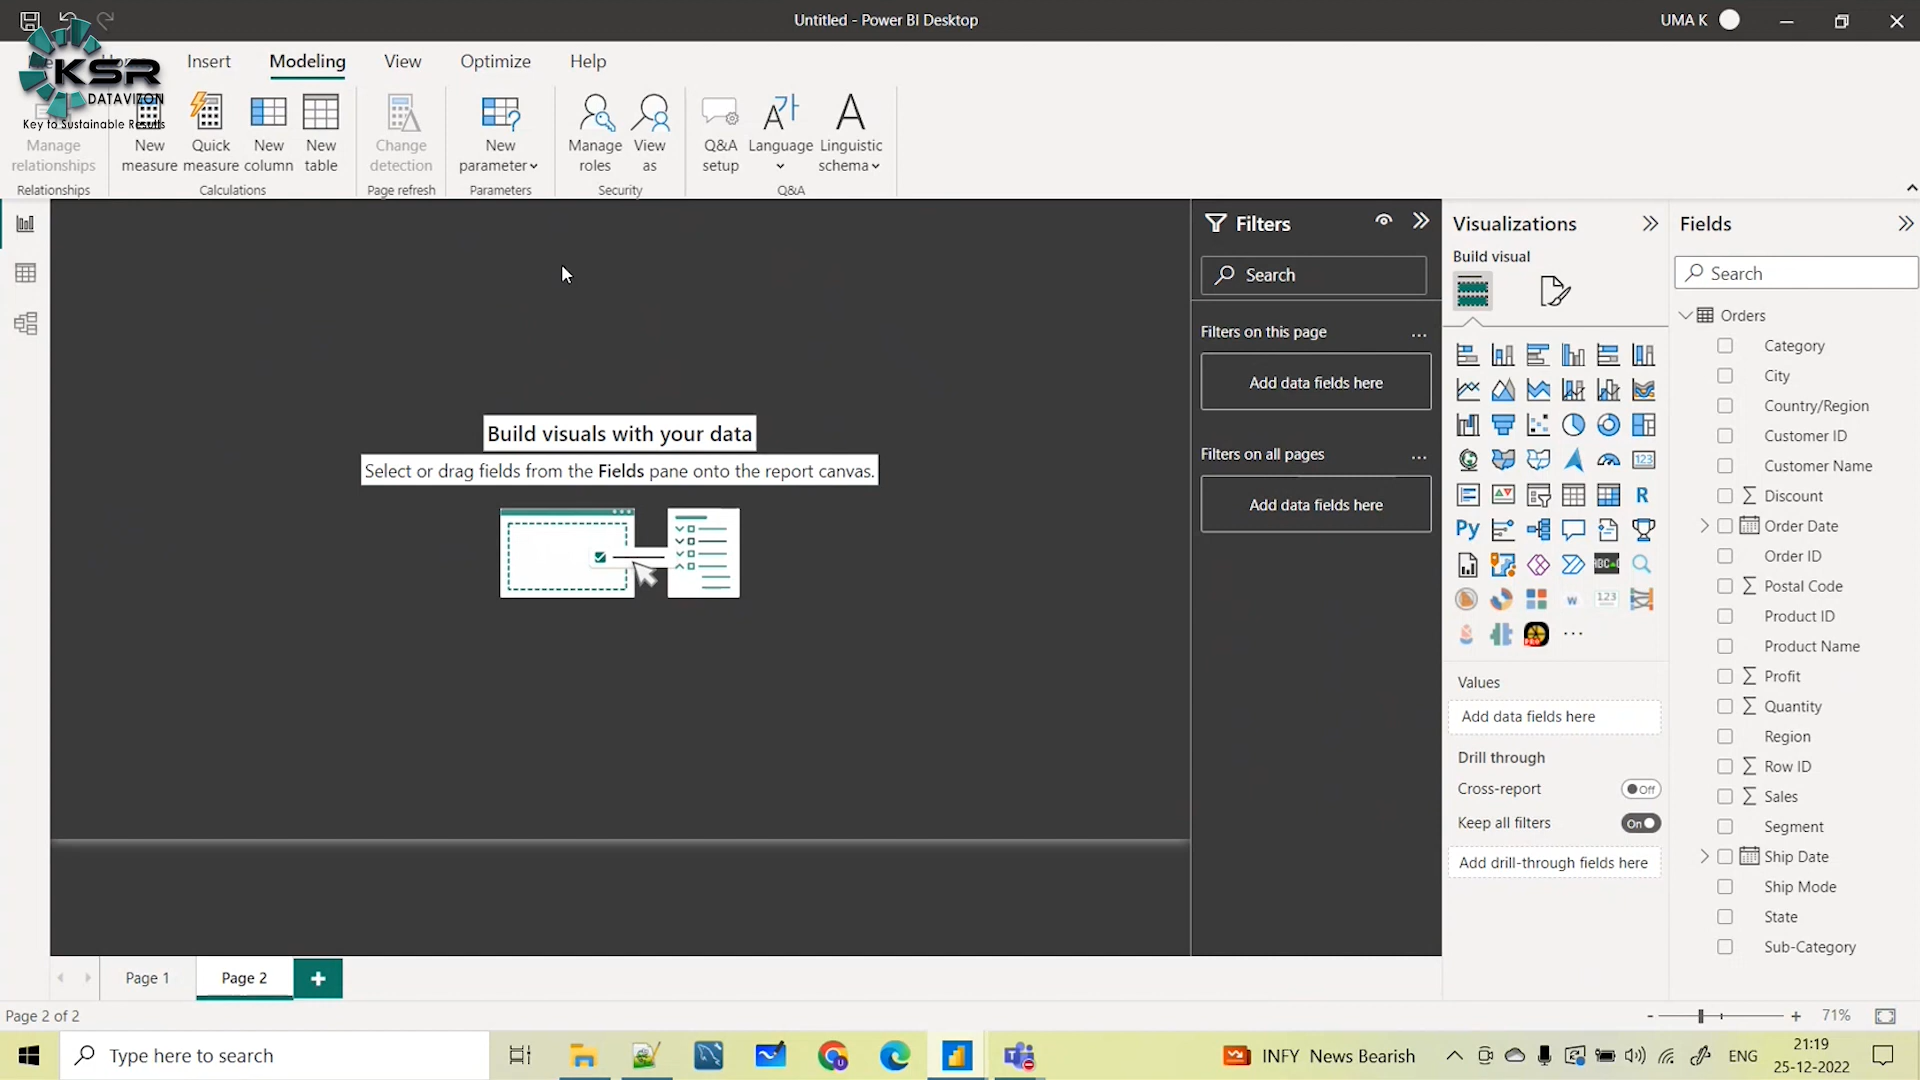 Untitled - Power BI Desktop
UMA K
KSR
DATAVIZON
Key to Sustainable Results
Insert
Modeling
View
Optimize
Help
Manage relationships
New measure
Quick measure
New column
New table
Change detection
New parameter
Manage roles
View as
Q&A setup
Language
Linguistic schema
Relationships
Calculations
Page refresh
Parameters
Security
Q&A
Build visuals with your data
Select or drag fields from the Fields pane onto the report canvas.
Filters
Search
Filters on this page
...
Add data fields here
Filters on all pages
...
Add data fields here
Visualizations
Build visual
123
R
Py
ABC
W
123
PRO
...
Values
Add data fields here
Drill through
Cross-report
Off
Keep all filters
On
Add drill-through fields here
Fields
Search
Orders
Category
City
Country/Region
Customer ID
Customer Name
Discount
Order Date
Order ID
Postal Code
Product ID
Product Name
Profit
Quantity
Region
Row ID
Sales
Segment
Ship Date
Ship Mode
State
Sub-Category
Page 1
Page 2
+
Page 2 of 2
- + 71%
Type here to search
INFY News Bearish
ENG
21:19
25-12-2022